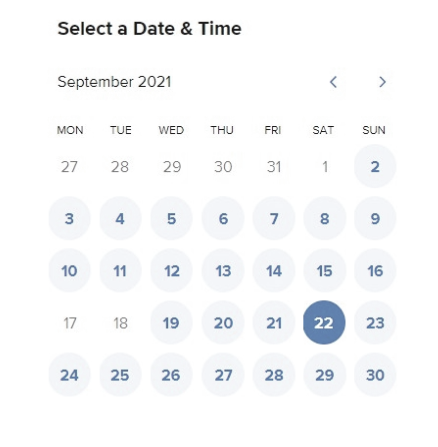 Select a Date & Time
September 2021
MON TUE WED THU FRI SAT SUN
27 28 29 30 31 1 2
3 4 5 6 7 8 9
10 11 12 13 14 15 16
17 18 19 20 21 22 23
24 25 26 27 28 29 30